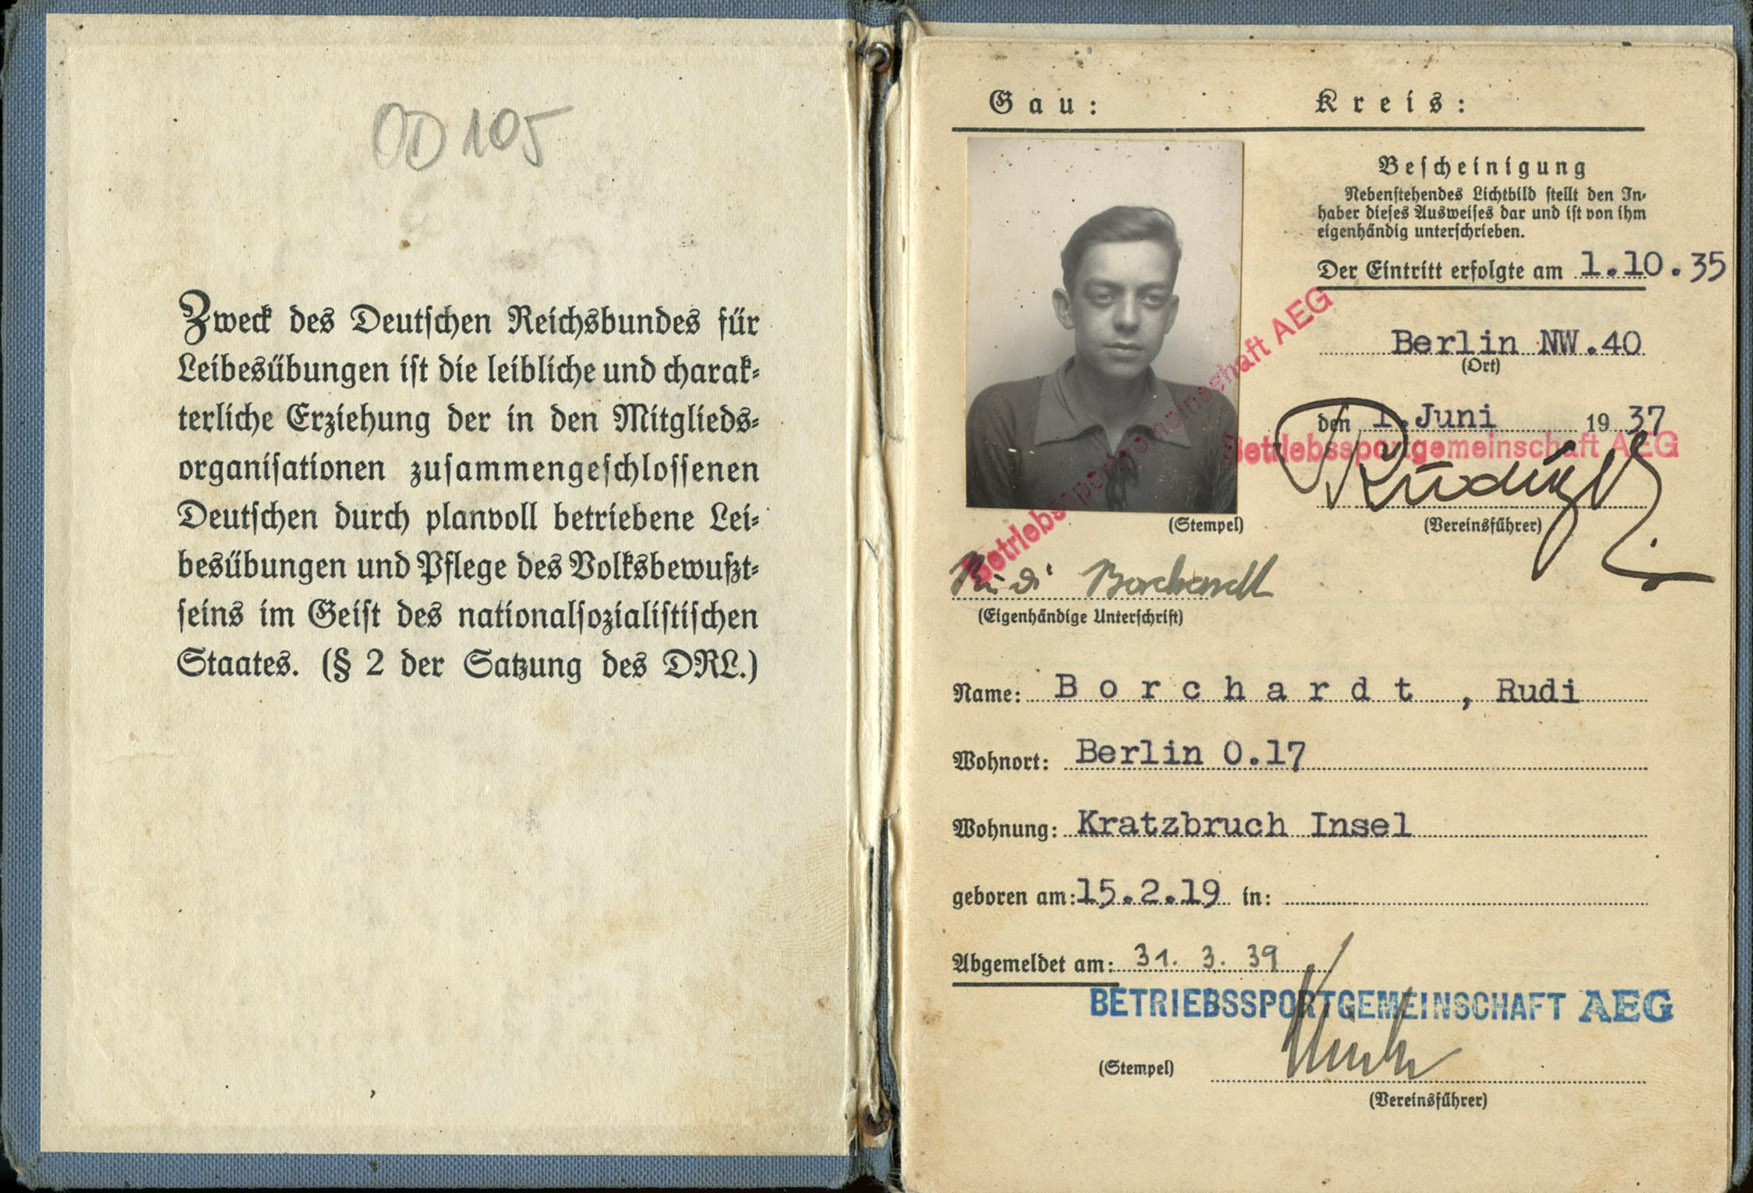 OD 105
Zweck des Deutschen Reichsbundes für
Leibesübungen ist die leibliche und charak-
terliche Erziehung der in den Mitglieds-
organisationen zusammengeschlossenen
Deutschen durch planvoll betriebene Lei-
besübungen und Pflege des Volksbewußt-
seins im Geist des nationalsozialistischen
Staates. (§ 2 der Satzung des DRL.)
Gau: Kreis:
Bescheinigung
Nebenstehendes Lichtbild stellt den In-
haber dieses Ausweises dar und ist von ihm
eigenhändig unterschrieben.
Der Eintritt erfolgte am 1.10.35
Berlin NW.40
(Ort)
den 1. Juni 1937
Betriebssportgemeinschaft AEG
Betriebssportgemeinschaft AEG
(Stempel) (Vereinsführer)
Rudi Borchardt
(Eigenhändige Unterschrift)
Name: Borchardt, Rudi
Wohnort: Berlin O.17
Wohnung: Kratzbruch Insel
geboren am: 15.2.19 in:
Abgemeldet am: 31. 3. 39
BETRIEBSSPORTGEMEINSCHAFT AEG
(Stempel)
(Vereinsführer)